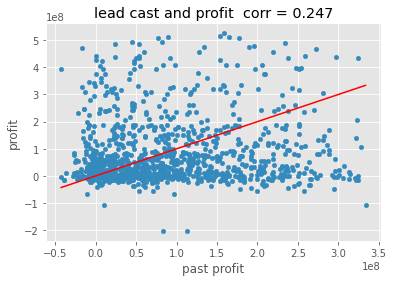 lead cast and profit  corr = 0.247
1e8
5
4
3
2
1
0
−1
−2
profit
−0.5 0.0 0.5 1.0 1.5 2.0 2.5 3.0 3.5
1e8
past profit